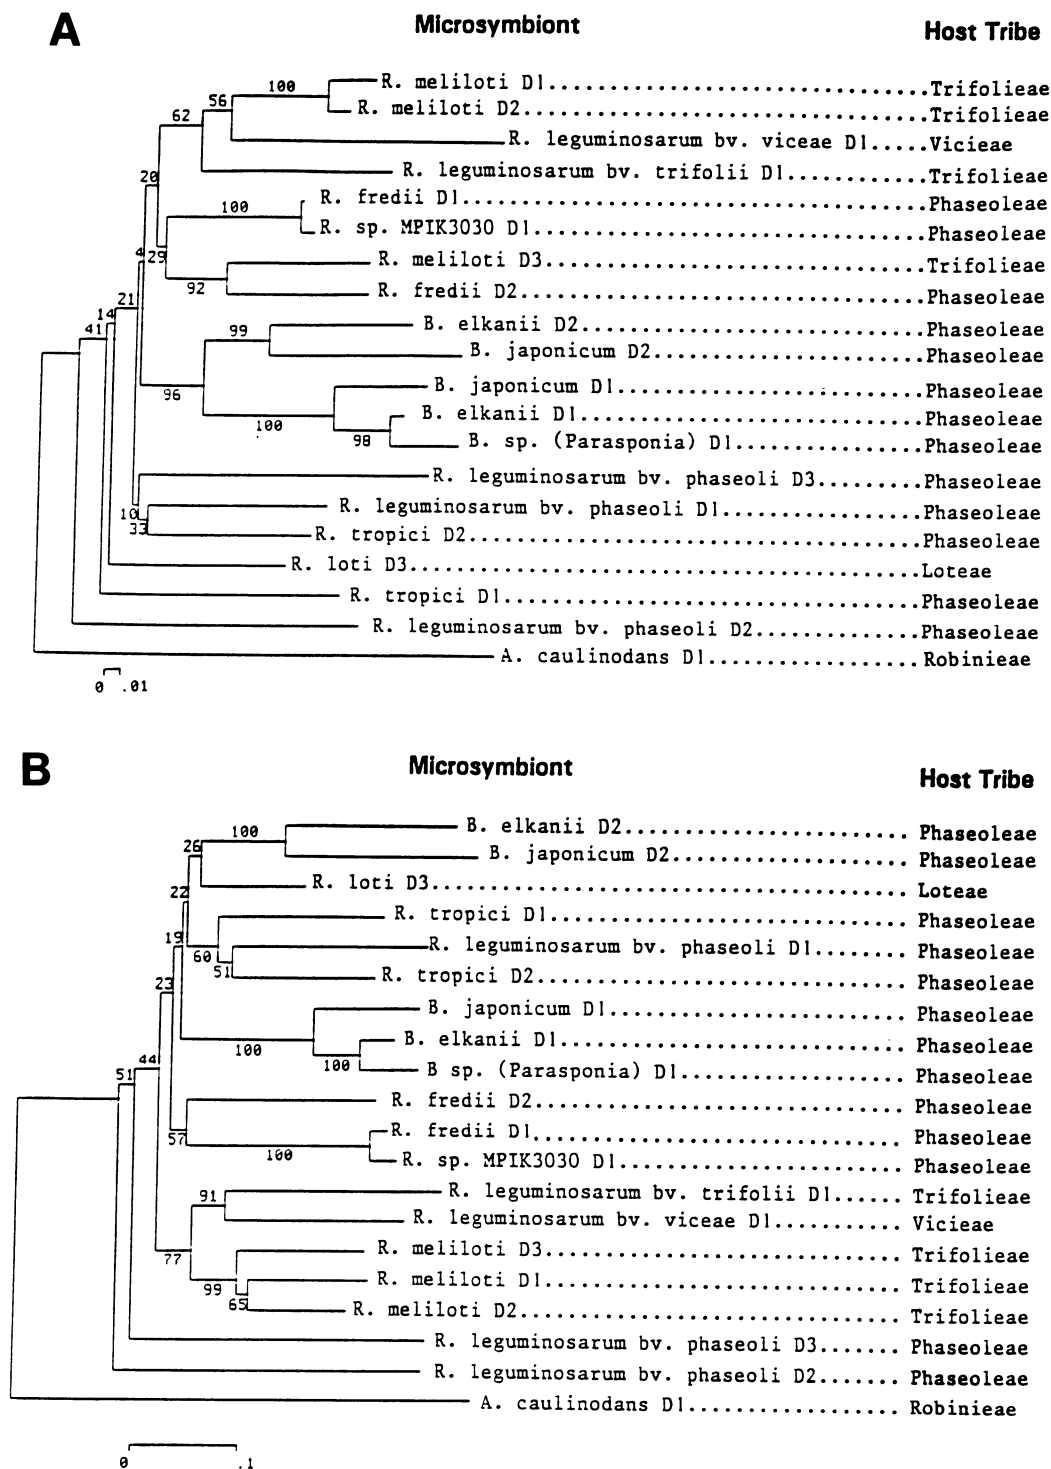 A
Microsymbiont
Host Tribe
100
R. meliloti D1..........Trifolieae
56
R. meliloti D2..........Trifolieae
62
R. leguminosarum bv. viceae D1.....Vicieae
R. leguminosarum bv. trifolii D1..........Trifolieae
20
R. fredii D1..........Phaseoleae
100
R. sp. MPIK3030 D1..........Phaseoleae
4
29
R. meliloti D3..........Trifolieae
92
R. fredii D2..........Phaseoleae
21
14
41
B. elkanii D2..........Phaseoleae
99
B. japonicum D2..........Phaseoleae
96
B. japonicum D1..........Phaseoleae
B. elkanii D1..........Phaseoleae
100
98
B. sp. (Parasponia) D1..........Phaseoleae
R. leguminosarum bv. phaseoli D3..........Phaseoleae
10
R. leguminosarum bv. phaseoli D1..........Phaseoleae
33
R. tropici D2..........Phaseoleae
R. loti D3..........Loteae
R. tropici D1..........Phaseoleae
R. leguminosarum bv. phaseoli D2..........Phaseoleae
A. caulinodans D1..........Robinieae
0 .01
B
Microsymbiont
Host Tribe
100
B. elkanii D2.......... Phaseoleae
26
B. japonicum D2.......... Phaseoleae
22
R. loti D3.......... Loteae
R. tropici D1.......... Phaseoleae
19
60
R. leguminosarum bv. phaseoli D1.......... Phaseoleae
51
R. tropici D2.......... Phaseoleae
23
B. japonicum D1.......... Phaseoleae
100
B. elkanii D1.......... Phaseoleae
44
100
B sp. (Parasponia) D1.......... Phaseoleae
51
R. fredii D2.......... Phaseoleae
57
R. fredii D1.......... Phaseoleae
100
R. sp. MPIK3030 D1.......... Phaseoleae
91
R. leguminosarum bv. trifolii D1...... Trifolieae
R. leguminosarum bv. viceae D1.......... Vicieae
77
R. meliloti D3.......... Trifolieae
99
R. meliloti D1.......... Trifolieae
65
R. meliloti D2.......... Trifolieae
R. leguminosarum bv. phaseoli D3....... Phaseoleae
R. leguminosarum bv. phaseoli D2....... Phaseoleae
A. caulinodans D1.......... Robinieae
0 .1